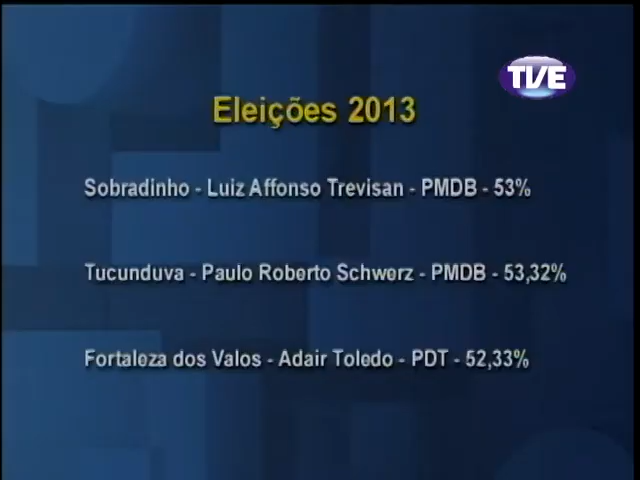 TVE
Eleições 2013
Sobradinho - Luiz Affonso Trevisan - PMDB - 53%
Tucunduva - Paulo Roberto Schwerz - PMDB - 53,32%
Fortaleza dos Valos - Adair Toledo - PDT - 52,33%